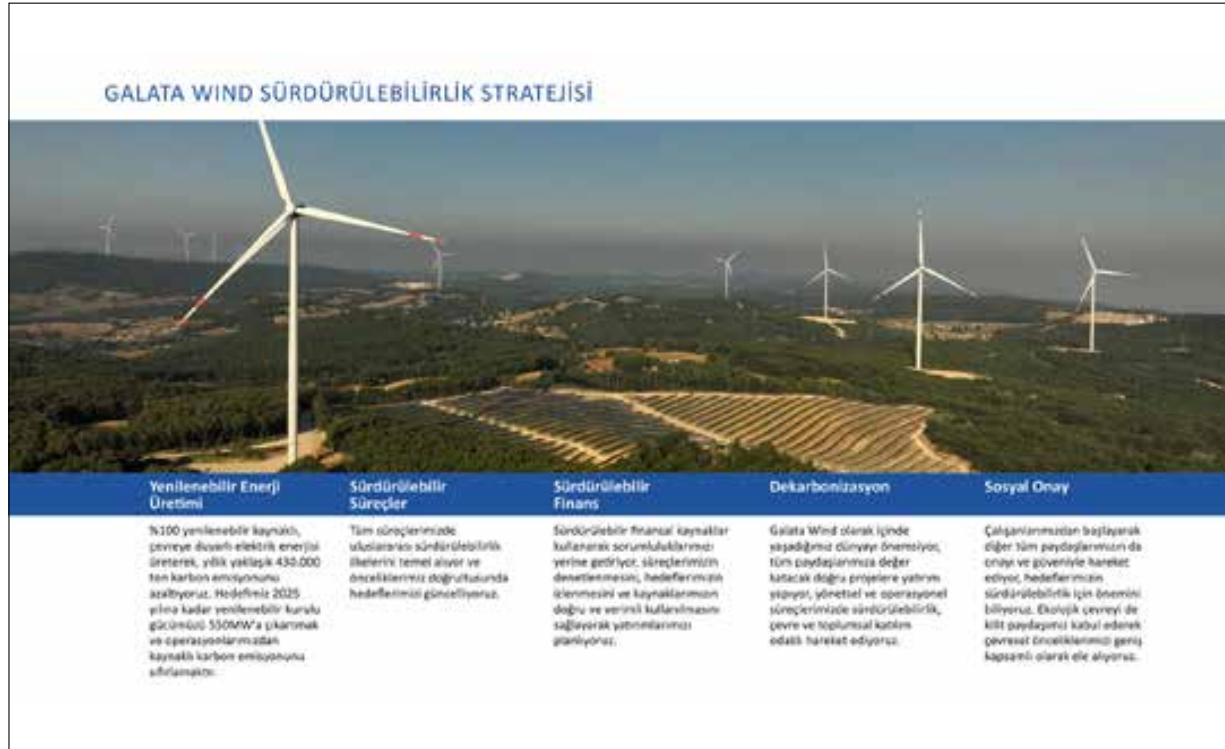 GALATA WIND SÜRDÜRÜLEBİLİRLİK STRATEJİSİ
Yenilenebilir Enerji
Üretimi
%100 yenilenebilir kaynaklı,
çevreye duyarlı elektrik enerjisi
üreterek, yıllık yaklaşık 430.000
ton karbon emisyonunu
azaltıyoruz. Hedefimiz 2025
yılına kadar yenilenebilir kurulu
gücümüzü 550MW'a çıkartmak
ve operasyonlarımızdan
kaynaklı karbon emisyonunu
sıfırlamaktır.
Sürdürülebilir
Süreçler
Tüm süreçlerimizde
uluslararası sürdürülebilirlik
ilkelerini temel alıyor ve
önceliklerimiz doğrultusunda
hedeflerimizi güncelliyoruz.
Sürdürülebilir
Finans
Sürdürülebilir finansal kaynaklar
kullanarak sorumluluklarımızı
yerine getiriyor, süreçlerimizin
denetlenmesini, hedeflerimizin
izlenmesini ve kaynaklarımızın
doğru ve verimli kullanılmasını
sağlayarak yatırımlarımızı
planlıyoruz.
Dekarbonizasyon
Galata Wind olarak içinde
yaşadığımız dünyayı önemsiyor,
tüm paydaşlarımıza değer
katacak doğru projelere yatırım
yapıyor, yönetsel ve operasyonel
süreçlerimizde sürdürülebilirlik,
çevre ve toplumsal katılım
odaklı hareket ediyoruz.
Sosyal Onay
Çalışanlarımızdan başlayarak
diğer tüm paydaşlarımızın da
onayı ve güveniyle hareket
ediyor, hedeflerimizin
sürdürülebilirlik için önemini
biliyoruz. Ekolojik çevreyi de
kilit paydaşımız kabul ederek
çevresel önceliklerimizi geniş
kapsamlı olarak ele alıyoruz.